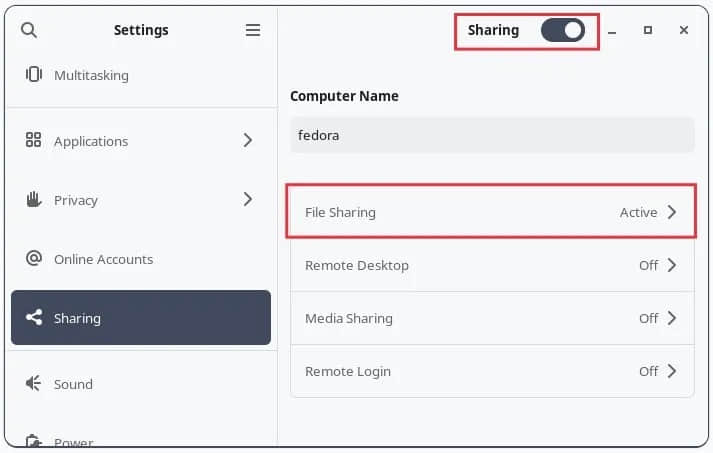 Settings
Multitasking
Applications
Privacy
Online Accounts
Sharing
Sound
Power
Sharing
Computer Name
fedora
File Sharing Active
Remote Desktop Off
Media Sharing Off
Remote Login Off